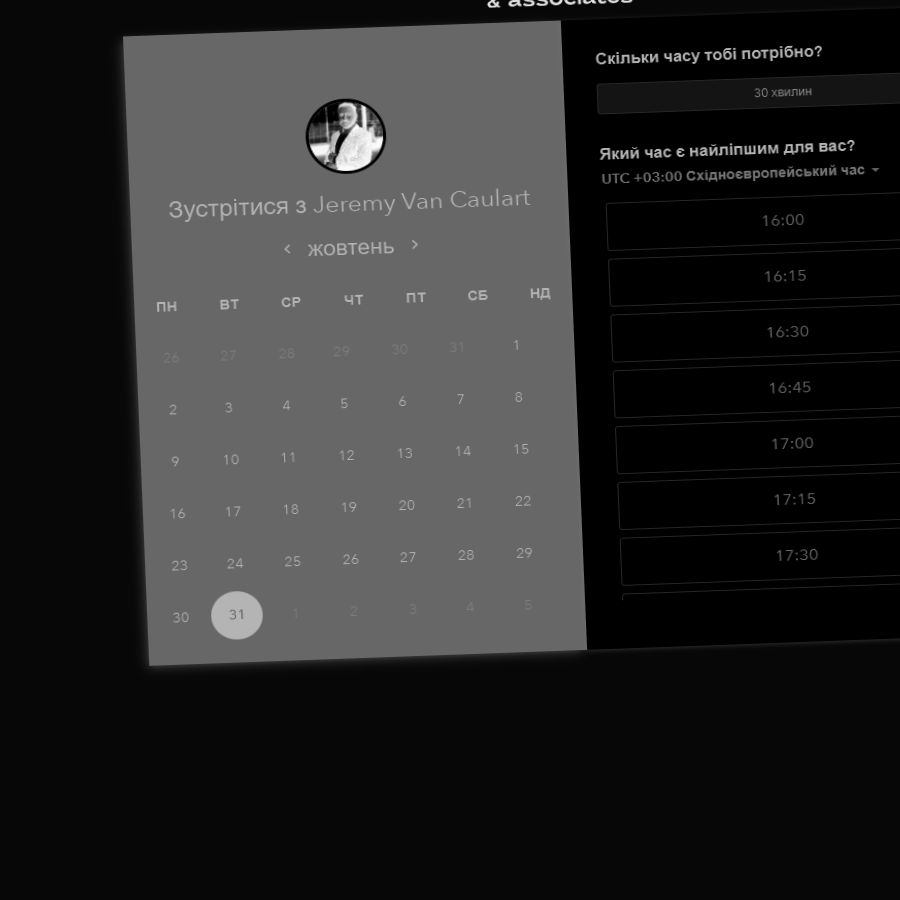 & associates
Зустрітися з Jeremy Van Caulart
жовтень
ПН ВТ СР ЧТ ПТ СБ НД
26 27 28 29 30 31 1
2 3 4 5 6 7 8
9 10 11 12 13 14 15
16 17 18 19 20 21 22
23 24 25 26 27 28 29
30 31 1 2 3 4 5
Скільки часу тобі потрібно?
30 хвилин
Який час є найліпшим для вас?
UTC +03:00 Східноєвропейський час
16:00
16:15
16:30
16:45
17:00
17:15
17:30